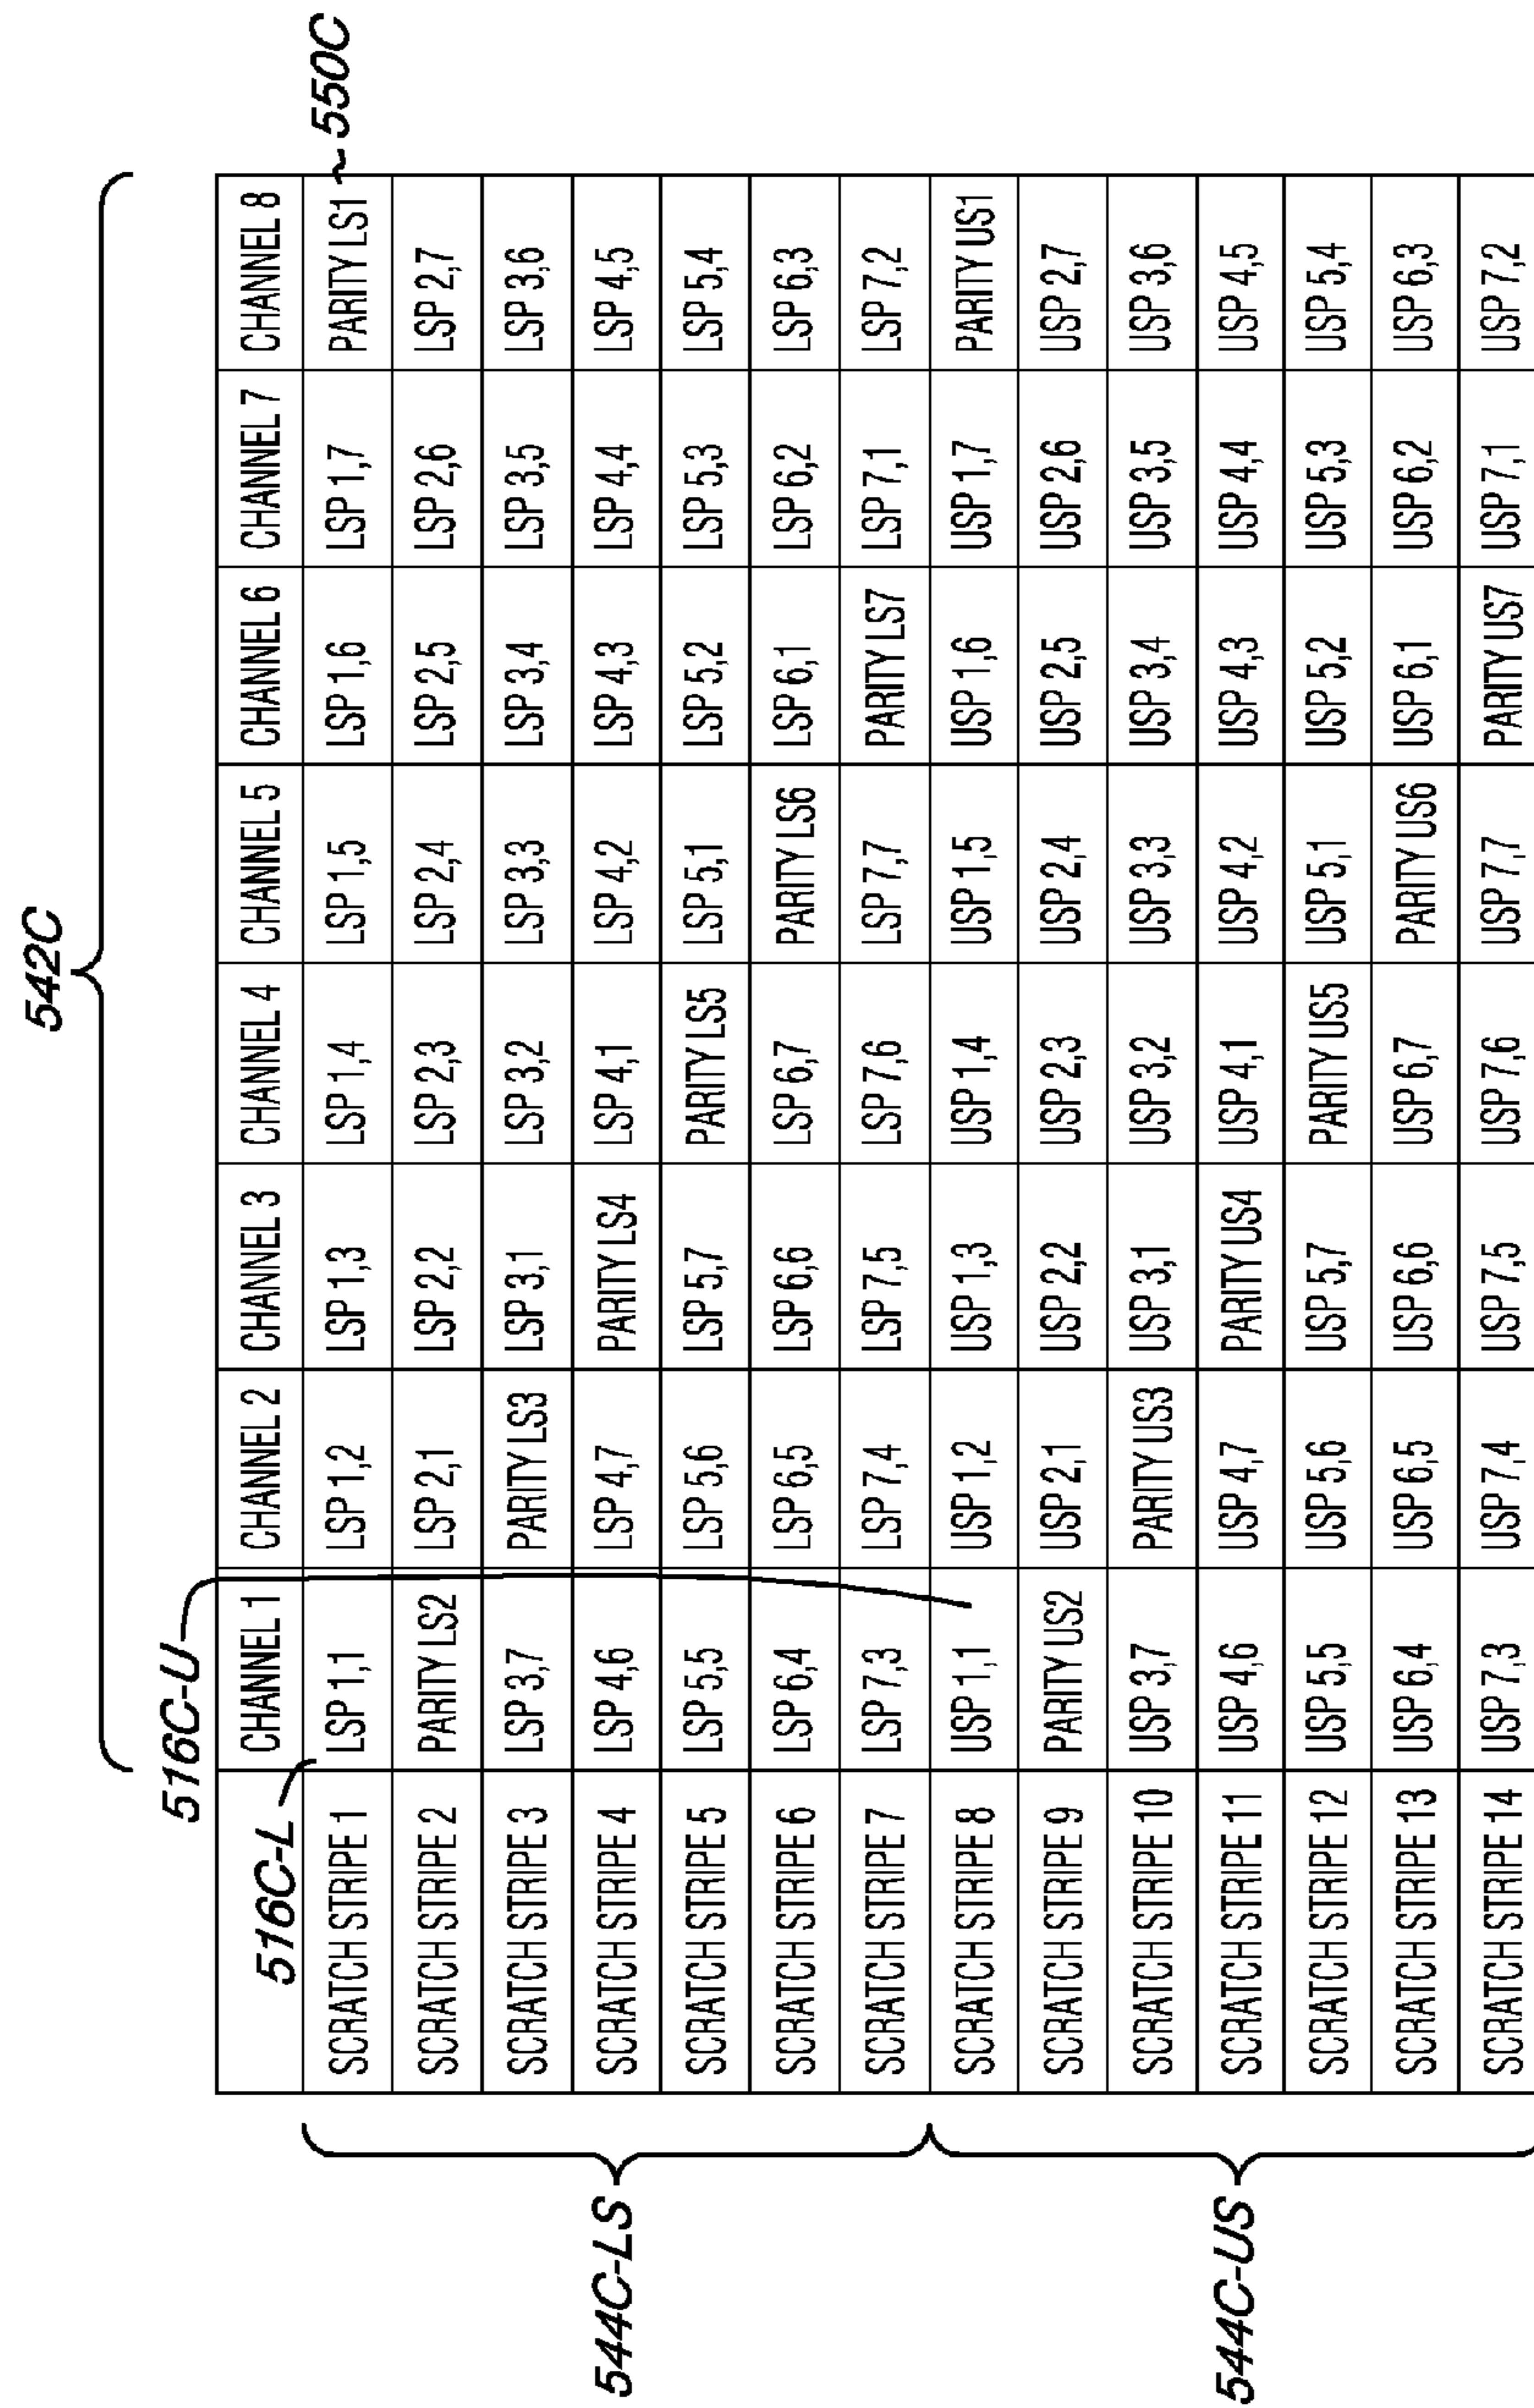 542C
516C-U
516C-L
550C
CHANNEL 1 CHANNEL 2 CHANNEL 3 CHANNEL 4 CHANNEL 5 CHANNEL 6 CHANNEL 7 CHANNEL 8
SCRATCH STRIPE 1 LSP 1,1 LSP 1,2 LSP 1,3 LSP 1,4 LSP 1,5 LSP 1,6 LSP 1,7 PARITY LS1
SCRATCH STRIPE 2 PARITY LS2 LSP 2,1 LSP 2,2 LSP 2,3 LSP 2,4 LSP 2,5 LSP 2,6 LSP 2,7
SCRATCH STRIPE 3 LSP 3,7 PARITY LS3 LSP 3,1 LSP 3,2 LSP 3,3 LSP 3,4 LSP 3,5 LSP 3,6
SCRATCH STRIPE 4 LSP 4,6 LSP 4,7 PARITY LS4 LSP 4,1 LSP 4,2 LSP 4,3 LSP 4,4 LSP 4,5
SCRATCH STRIPE 5 LSP 5,5 LSP 5,6 LSP 5,7 PARITY LS5 LSP 5,1 LSP 5,2 LSP 5,3 LSP 5,4
SCRATCH STRIPE 6 LSP 6,4 LSP 6,5 LSP 6,6 LSP 6,7 PARITY LS6 LSP 6,1 LSP 6,2 LSP 6,3
SCRATCH STRIPE 7 LSP 7,3 LSP 7,4 LSP 7,5 LSP 7,6 LSP 7,7 PARITY LS7 LSP 7,1 LSP 7,2
SCRATCH STRIPE 8 USP 1,1 USP 1,2 USP 1,3 USP 1,4 USP 1,5 USP 1,6 USP 1,7 PARITY US1
SCRATCH STRIPE 9 PARITY US2 USP 2,1 USP 2,2 USP 2,3 USP 2,4 USP 2,5 USP 2,6 USP 2,7
SCRATCH STRIPE 10 USP 3,7 PARITY US3 USP 3,1 USP 3,2 USP 3,3 USP 3,4 USP 3,5 USP 3,6
SCRATCH STRIPE 11 USP 4,6 USP 4,7 PARITY US4 USP 4,1 USP 4,2 USP 4,3 USP 4,4 USP 4,5
SCRATCH STRIPE 12 USP 5,5 USP 5,6 USP 5,7 PARITY US5 USP 5,1 USP 5,2 USP 5,3 USP 5,4
SCRATCH STRIPE 13 USP 6,4 USP 6,5 USP 6,6 USP 6,7 PARITY US6 USP 6,1 USP 6,2 USP 6,3
SCRATCH STRIPE 14 USP 7,3 USP 7,4 USP 7,5 USP 7,6 USP 7,7 PARITY US7 USP 7,1 USP 7,2
544C-LS
544C-US